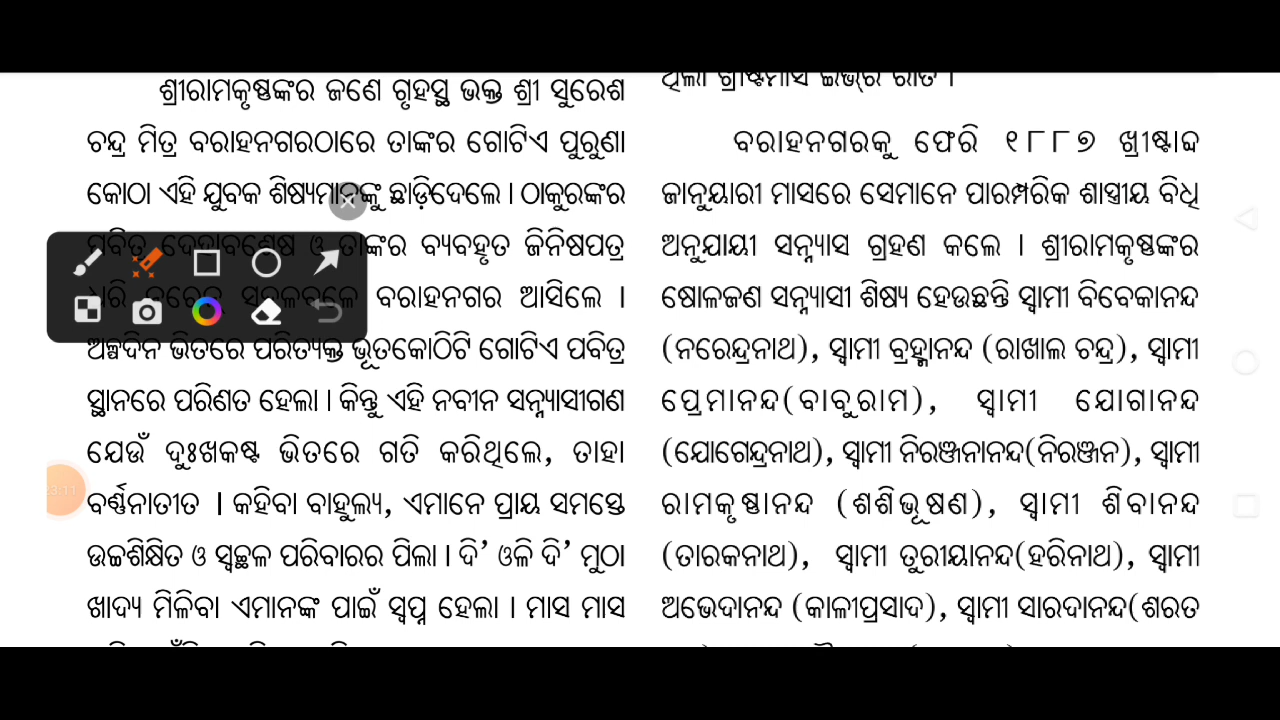 ଶ୍ରୀରାମକୃଷ୍ଣଙ୍କର ଜଣେ ଗୃହସ୍ଥ ଭକ୍ତ ଶ୍ରୀ ସୁରେଶ
ଚନ୍ଦ୍ର ମିତ୍ର ବରାହନଗରଠାରେ ତାଙ୍କର ଗୋଟିଏ ପୁରୁଣା
କୋଠା ଏହି ଯୁବକ ଶିଷ୍ୟମାନଙ୍କୁ ଛାଡ଼ିଦେଲେ । ଠାକୁରଙ୍କର
ପବିତ୍ର ଦେହାବଶେଷ ଓ ତାଙ୍କର ବ୍ୟବହୃତ ଜିନିଷପତ୍ର
ବରାହନଗର ଆସିଲେ ।
ଅଳ୍ପଦିନ ଭିତରେ ପରିତ୍ୟକ୍ତ ଭୂତକୋଠିଟି ଗୋଟିଏ ପବିତ୍ର
ସ୍ଥାନରେ ପରିଣତ ହେଲା । କିନ୍ତୁ ଏହି ନବୀନ ସନ୍ନ୍ୟାସୀଗଣ
ଯେଉଁ ଦୁଃଖକଷ୍ଟ ଭିତରେ ଗତି କରିଥିଲେ, ତାହା
ବର୍ଣ୍ଣନାତୀତ । କହିବା ବାହୁଲ୍ୟ, ଏମାନେ ପ୍ରାୟ ସମସ୍ତେ
ଉଚ୍ଚଶିକ୍ଷିତ ଓ ସ୍ୱଚ୍ଛଳ ପରିବାରର ପିଲା । ଦି’ ଓଳି ଦି’ ମୁଠା
ଖାଦ୍ୟ ମିଳିବା ଏମାନଙ୍କ ପାଇଁ ସ୍ୱପ୍ନ ହେଲା । ମାସ ମାସ
ଥିଲା ଖ୍ରୀଷ୍ଟମାସ ଇଭ୍‌ର ରାତି ।
ବରାହନଗରକୁ ଫେରି ୧୮୮୭ ଖ୍ରୀଷ୍ଟାବ୍ଦ
ଜାନୁୟାରୀ ମାସରେ ସେମାନେ ପାରମ୍ପରିକ ଶାସ୍ତ୍ରୀୟ ବିଧି
ଅନୁଯାୟୀ ସନ୍ନ୍ୟାସ ଗ୍ରହଣ କଲେ । ଶ୍ରୀରାମକୃଷ୍ଣଙ୍କର
ଷୋଳଜଣ ସନ୍ନ୍ୟାସୀ ଶିଷ୍ୟ ହେଉଛନ୍ତି ସ୍ୱାମୀ ବିବେକାନନ୍ଦ
(ନରେନ୍ଦ୍ରନାଥ), ସ୍ୱାମୀ ବ୍ରହ୍ମାନନ୍ଦ (ରାଖାଲ ଚନ୍ଦ୍ର), ସ୍ୱାମୀ
ପ୍ରେମାନନ୍ଦ(ବାବୁରାମ), ସ୍ୱାମୀ ଯୋଗାନନ୍ଦ
(ଯୋଗେନ୍ଦ୍ରନାଥ), ସ୍ୱାମୀ ନିରଞ୍ଜନାନନ୍ଦ(ନିରଞ୍ଜନ), ସ୍ୱାମୀ
ରାମକୃଷ୍ଣାନନ୍ଦ (ଶଶିଭୂଷଣ), ସ୍ୱାମୀ ଶିବାନନ୍ଦ
(ତାରକନାଥ), ସ୍ୱାମୀ ତୁରୀୟାନନ୍ଦ(ହରିନାଥ), ସ୍ୱାମୀ
ଅଭେଦାନନ୍ଦ (କାଳୀପ୍ରସାଦ), ସ୍ୱାମୀ ସାରଦାନନ୍ଦ(ଶରତ